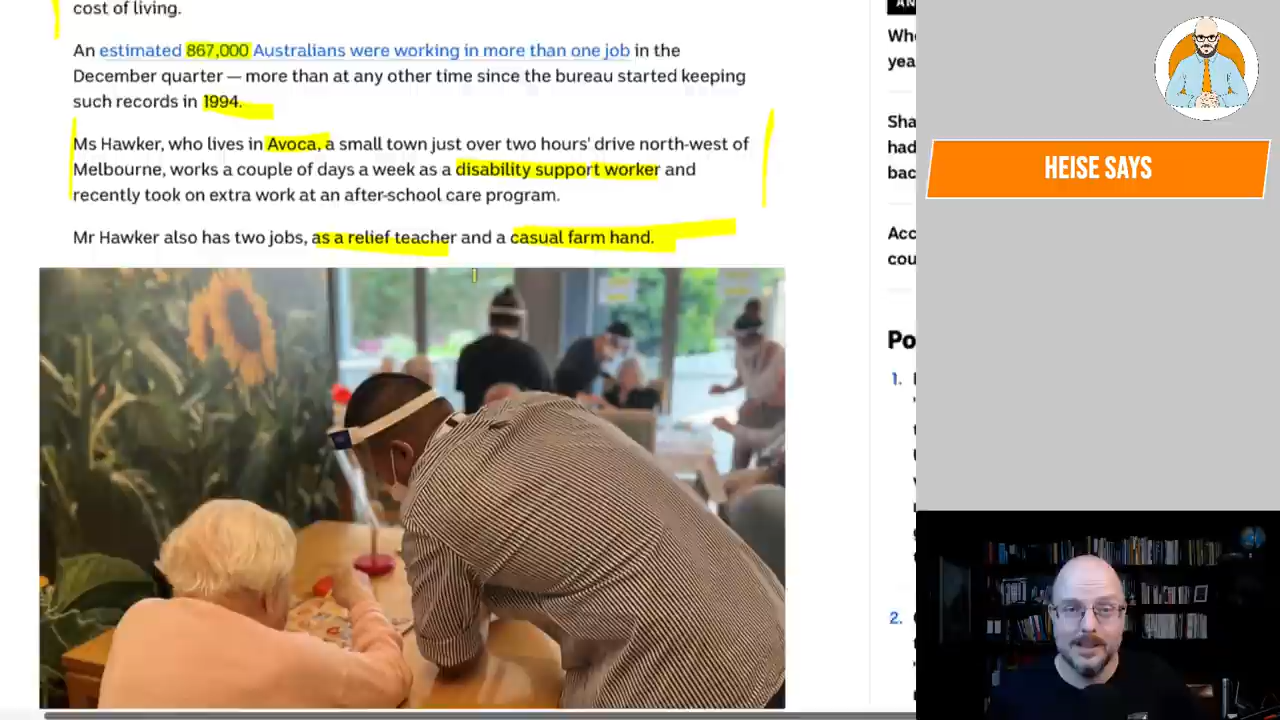 cost of living.
An estimated 867,000 Australians were working in more than one job in the
December quarter — more than at any other time since the bureau started keeping
such records in 1994.
Ms Hawker, who lives in Avoca, a small town just over two hours' drive north-west of
Melbourne, works a couple of days a week as a disability support worker and
recently took on extra work at an after-school care program.
Mr Hawker also has two jobs, as a relief teacher and a casual farm hand.
AN
yea
Sha
had
bac
Acc
cou
Po
1.
2.
HEISE SAYS